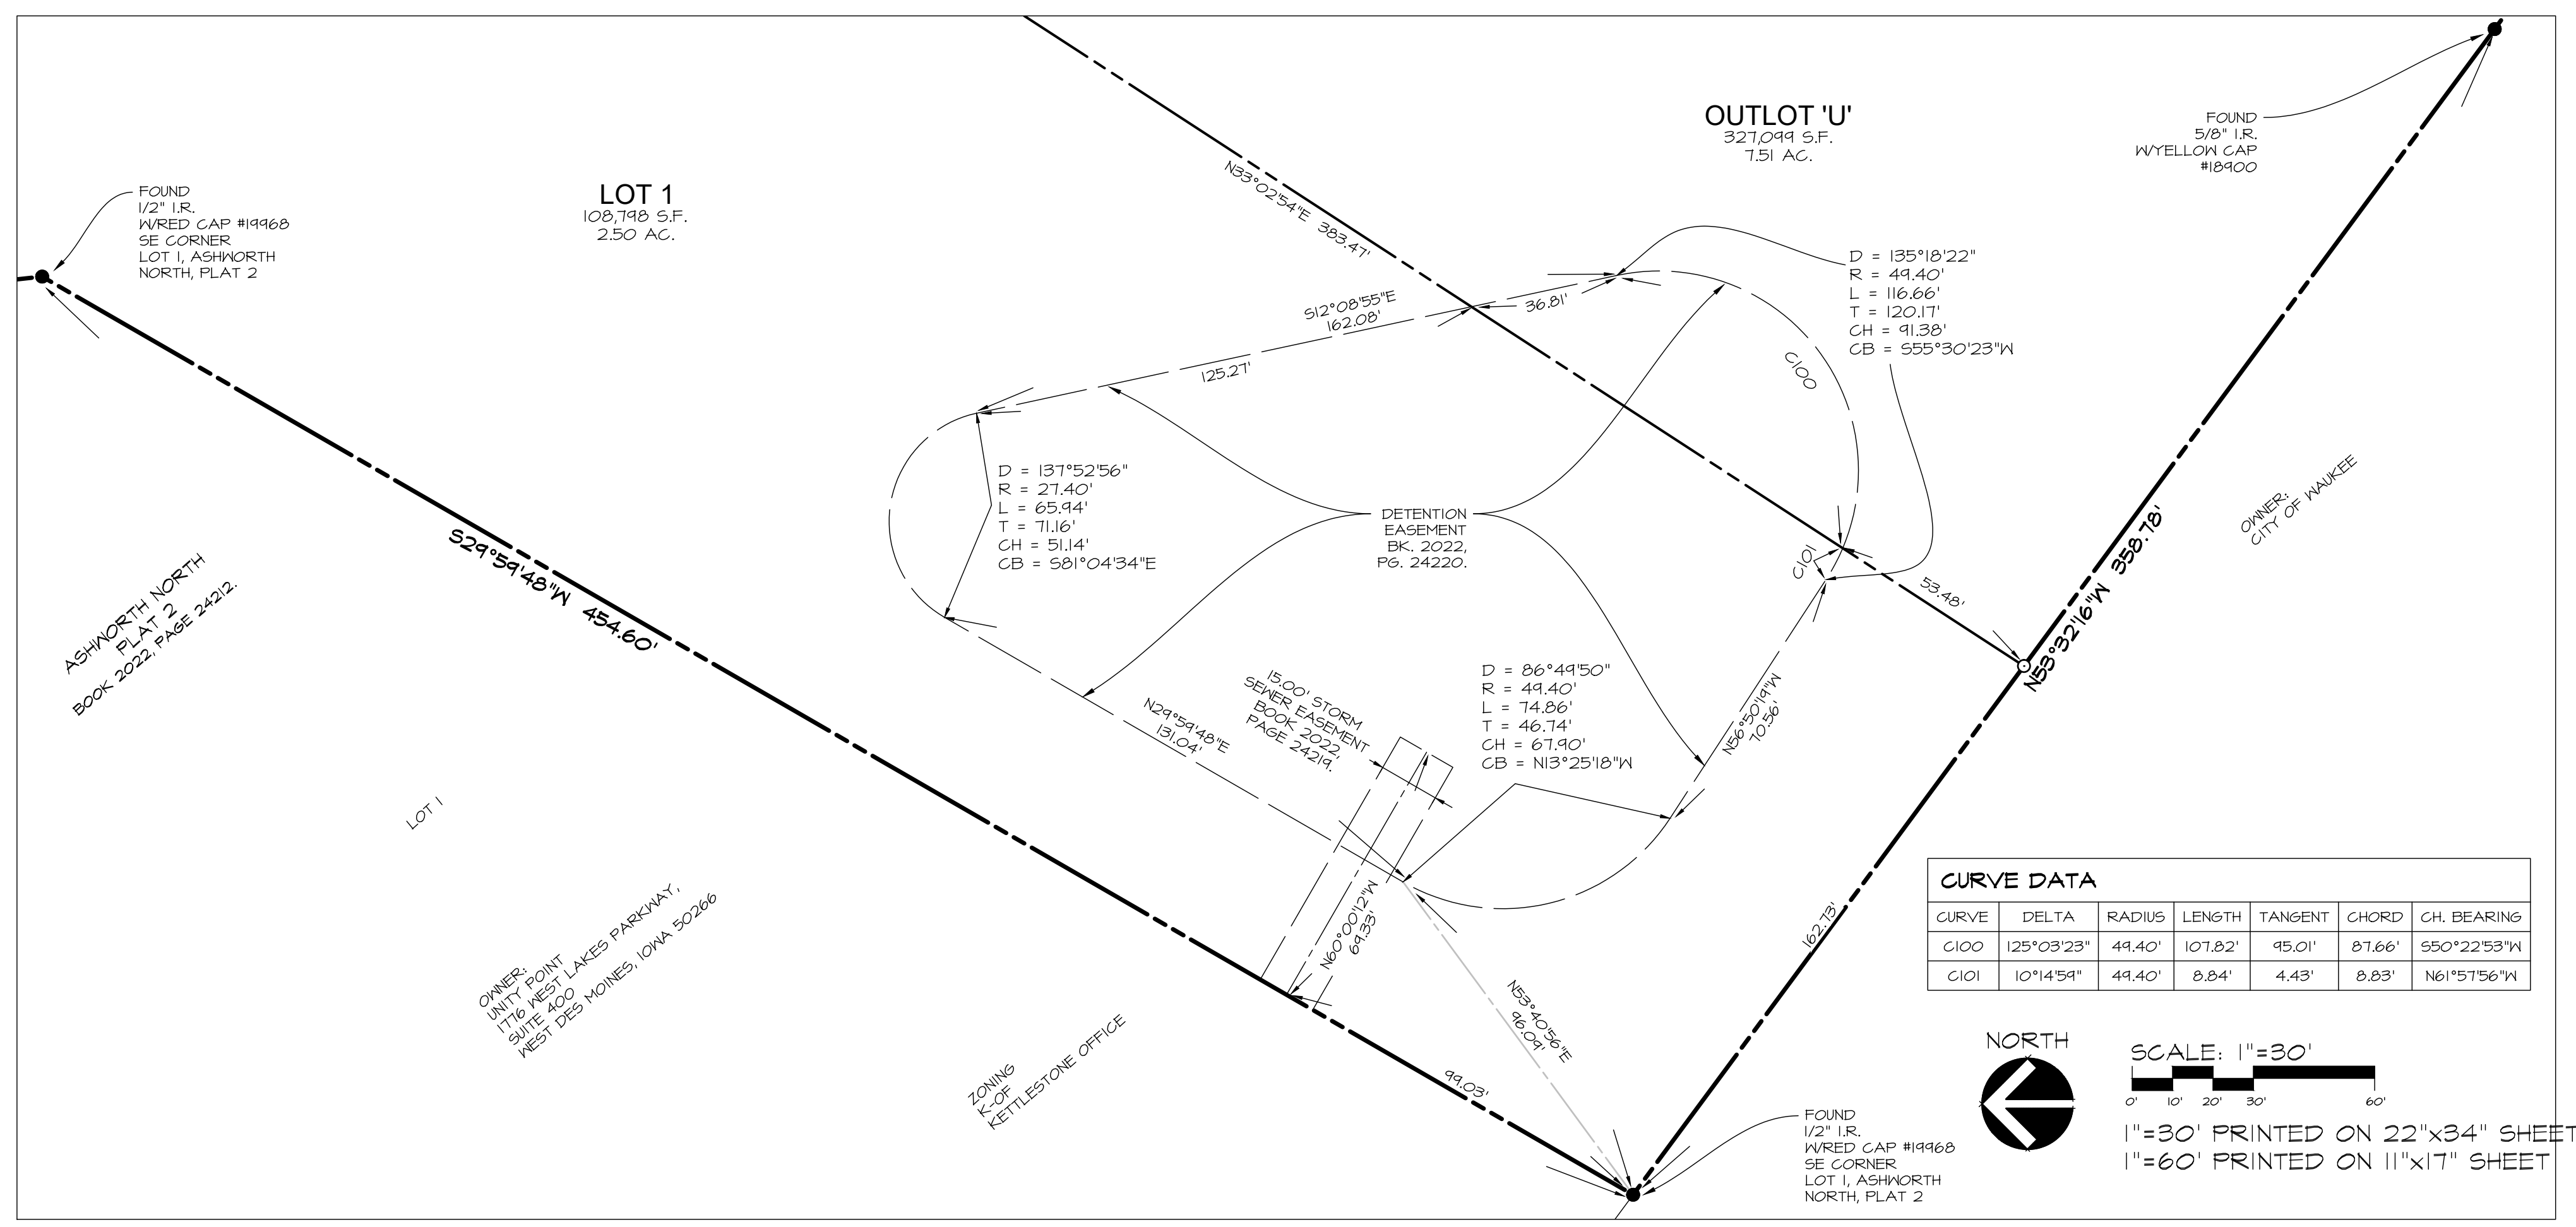 OUTLOT 'U'
327,099 S.F.
7.51 AC.
FOUND
5/8" I.R.
W/YELLOW CAP
#18900
LOT 1
108,798 S.F.
2.50 AC.
FOUND
1/2" I.R.
W/RED CAP #19968
SE CORNER
LOT 1, ASHWORTH
NORTH, PLAT 2
N33°02'54"E 383.47'
S12°08'55"E
162.08'
36.81'
125.27'
D = 135°18'22"
R = 49.40'
L = 116.66'
T = 120.17'
CH = 91.38'
CB = S55°30'23"W
C100
D = 137°52'56"
R = 27.40'
L = 65.94'
T = 71.16'
CH = 51.14'
CB = S81°04'34"E
DETENTION
EASEMENT
BK. 2022,
PG. 24220.
C101
53.48'
OWNER:
CITY OF WAUKEE
N53°32'16"W 358.78'
S29°59'48"W 454.60'
ASHWORTH NORTH
PLAT 2
BOOK 2022, PAGE 24212.
N29°59'48"E
131.04'
15.00' STORM
SEWER EASEMENT
BOOK 2022,
PAGE 24219.
D = 86°49'50"
R = 49.40'
L = 74.86'
T = 46.74'
CH = 67.90'
CB = N13°25'18"W
N56°50'19"W
70.56'
LOT 1
OWNER:
UNITY POINT
1776 WEST LAKES PARKWAY,
SUITE 400
WEST DES MOINES, IOWA 50266
N60°00'12"W
69.33'
162.73'
N53°40'56"E
96.09'
99.03'
ZONING
K-OF
KETTLESTONE OFFICE
CURVE DATA
CURVE DELTA RADIUS LENGTH TANGENT CHORD CH. BEARING
C100 125°03'23" 49.40' 107.82' 95.01' 87.66' S50°22'53"W
C101 10°14'59" 49.40' 8.84' 4.43' 8.83' N61°57'56"W
FOUND
1/2" I.R.
W/RED CAP #19968
SE CORNER
LOT 1, ASHWORTH
NORTH, PLAT 2
NORTH
SCALE: 1"=30'
0' 10' 20' 30' 60'
1"=30' PRINTED ON 22"x34" SHEET
1"=60' PRINTED ON 11"x17" SHEET